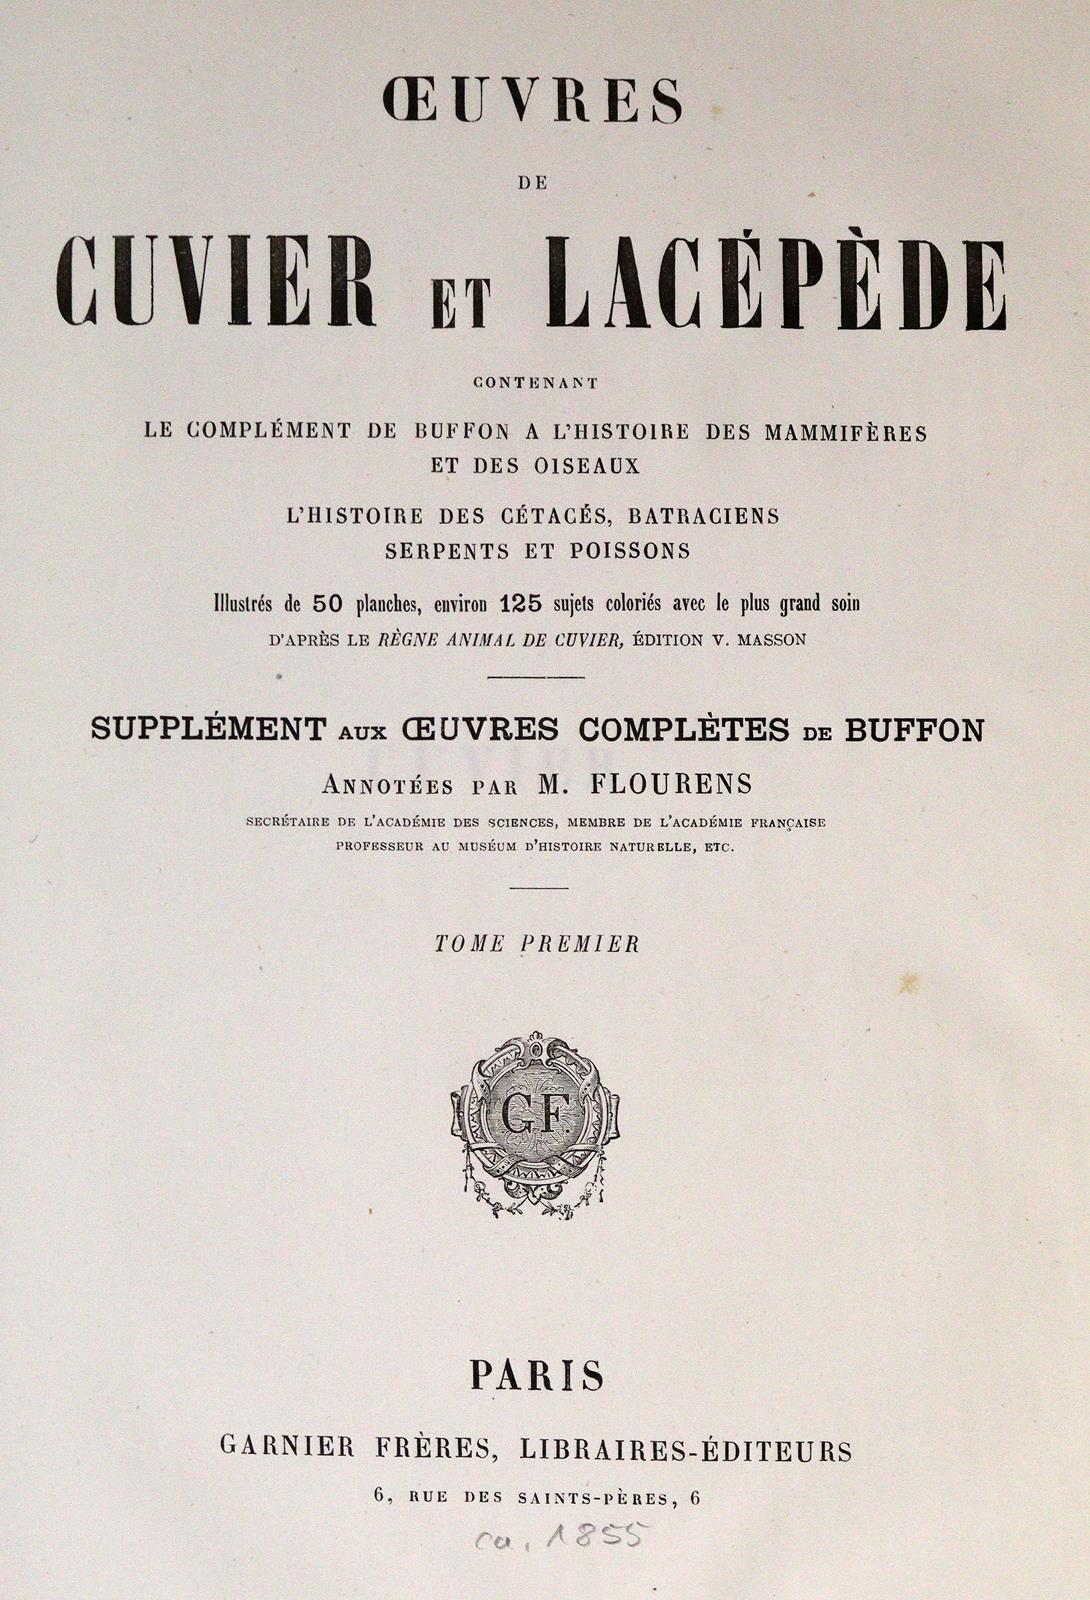 ŒUVRES
DE
CUVIER ET LACÉPÈDE
CONTENANT
LE COMPLÉMENT DE BUFFON A L'HISTOIRE DES MAMMIFÈRES
ET DES OISEAUX
L'HISTOIRE DES CÉTACÉS, BATRACIENS
SERPENTS ET POISSONS
Illustrés de 50 planches, environ 125 sujets coloriés avec le plus grand soin
D'APRÈS LE RÈGNE ANIMAL DE CUVIER, ÉDITION V. MASSON
SUPPLÉMENT AUX ŒUVRES COMPLÈTES DE BUFFON
ANNOTÉES PAR M. FLOURENS
SECRÉTAIRE DE L'ACADÉMIE DES SCIENCES, MEMBRE DE L'ACADÉMIE FRANÇAISE
PROFESSEUR AU MUSÉUM D'HISTOIRE NATURELLE, ETC.
TOME PREMIER
GF.
PARIS
GARNIER FRÈRES, LIBRAIRES-ÉDITEURS
6, RUE DES SAINTS-PÈRES, 6
ca. 1855